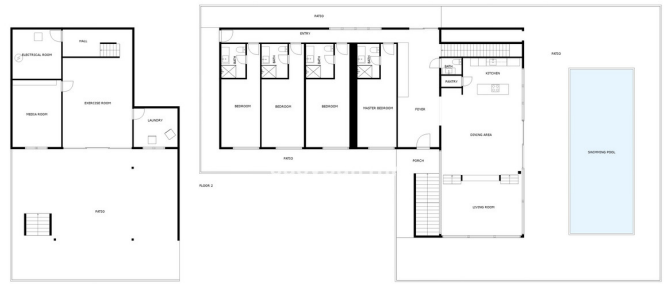 HALL
ELECTRICAL ROOM
EXERCISE ROOM
MEDIA ROOM
LAUNDRY
PATIO
PATIO
ENTRY
BATH
BATH
BATH
BATH
BEDROOM
BEDROOM
BEDROOM
MASTER BEDROOM
FOYER
BATH
KITCHEN
PANTRY
DINING AREA
PATIO
PORCH
LIVING ROOM
PATIO
SWIMMING POOL
FLOOR 2